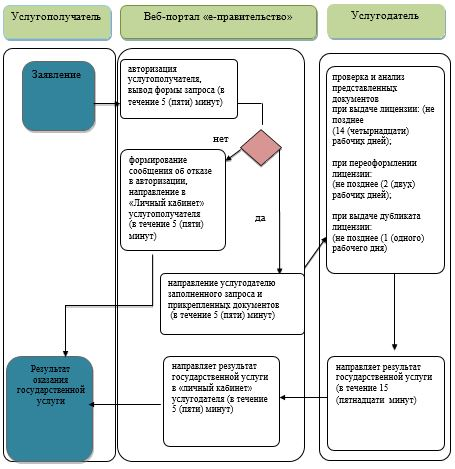 Услугополучатель
Веб-портал «е-правительство»
Услугодатель
Заявление
авторизация
услугополучателя,
вывод формы запроса (в
течение 5 (пяти) минут)
нет
формирование
сообщения об отказе
в авторизации,
направление в
«Личный кабинет»
услугополучателя
(в течение 5 (пяти)
минут)
да
направление услугодателю
заполненного запроса и
прикрепленных документов
(в течение 5 (пяти) минут)
проверка и анализ
представленных
документов
при выдаче лицензии: (не
позднее
(14 (четырнадцати)
рабочих дней);
при переоформлении
лицензии:
(не позднее (2 (двух)
рабочих дней);
при выдаче дубликата
лицензии:
(не позднее (1 (одного)
рабочего дня)
направляет результат
государственной услуги
(в течение 15
(пятнадцати минут)
направляет результат
государственной услуги
в «личный кабинет»
услугодателя (в течение
5 (пяти) минут)
Результат
оказания
государственной
услуги